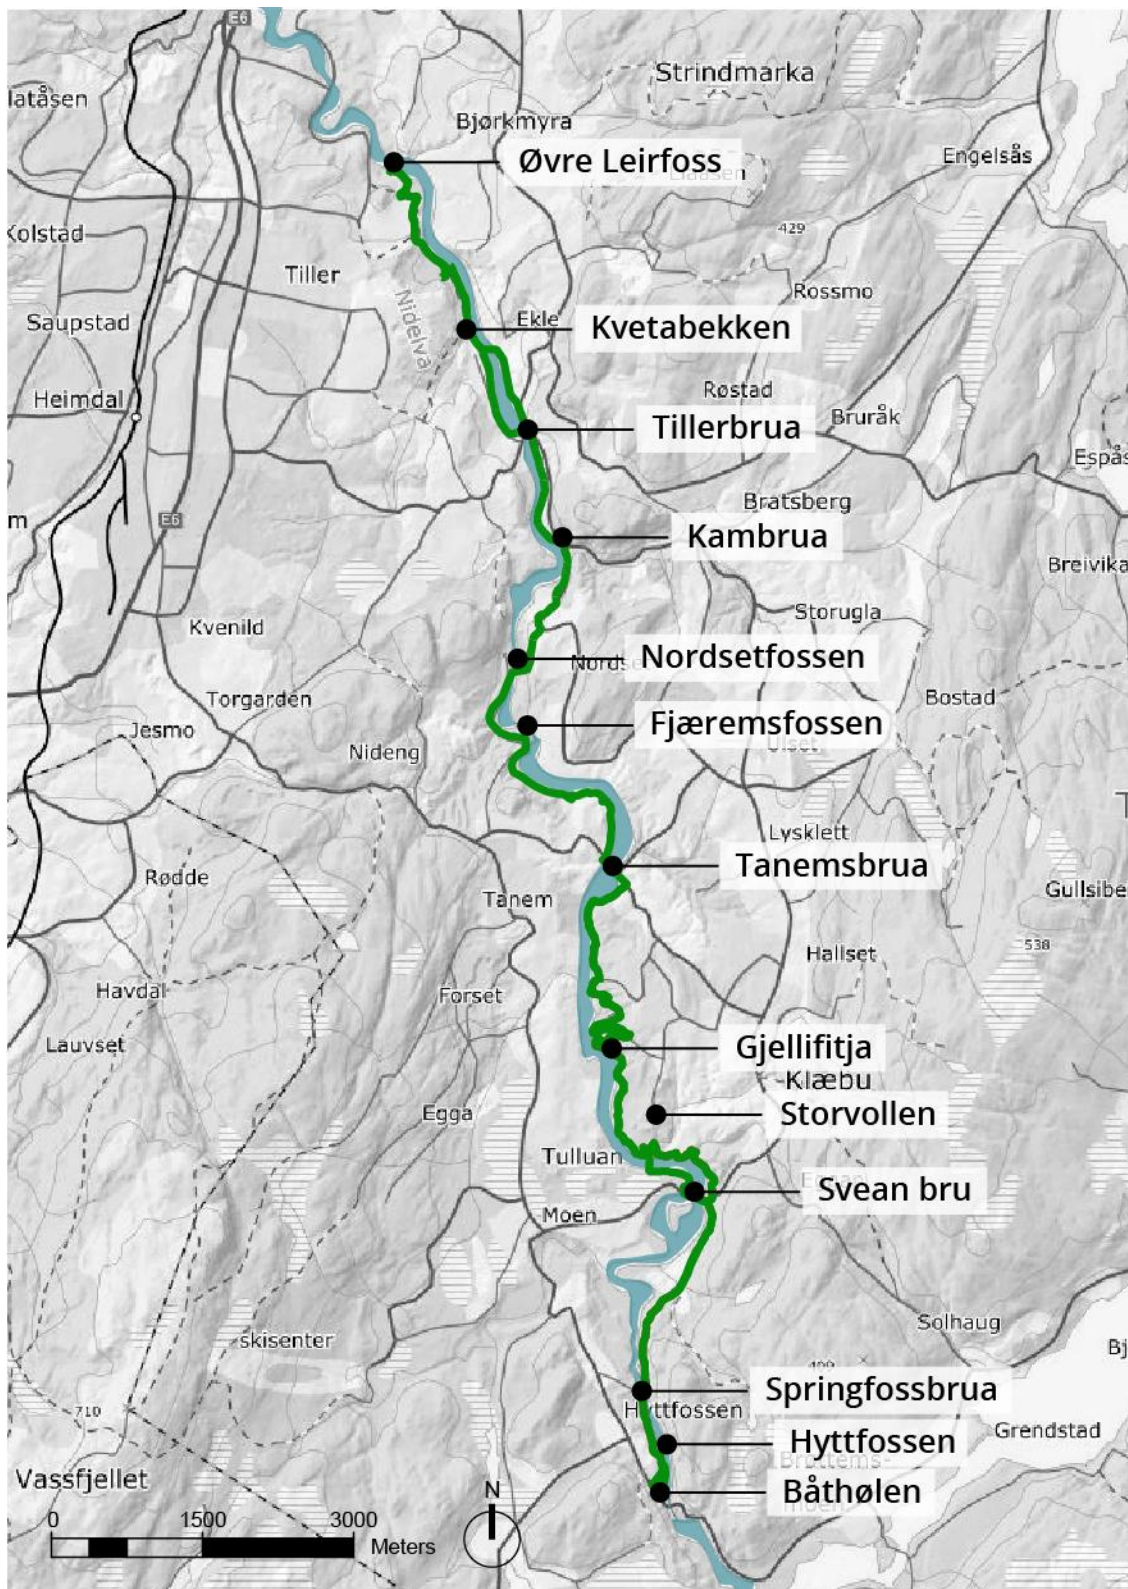 E6
Strindmarka
latåsen
Bjørkmyra
Engelsås
Øvre Leirfoss
Kolstad
429
Tiller
Rossmo
Nidelva
Saupstad
Ekle
Kvetabekken
Røstad
Heimdal
Bruråk
Tillerbrua
Espås
Bratsberg
m
E6
Kambrua
Breivika
Storugla
Kvenild
Nordsetfossen
Bostad
Torgarden
Jesmo
Fjæremsfossen
Nideng
T
Lysklett
Tanemsbrua
Rødde
Gullsibe
Tanem
538
Hallset
Havdal
Forset
Lauvset
Gjellifitja
Klæbu
Egga
Storvollen
Tulluan
Svean bru
Moen
Solhaug
skisenter
Bj
Springfossbrua
Hyttfossen
710
Grendstad
Hyttfossen
Vassfjellet
Båthølen
N
0 1500 3000
Meters